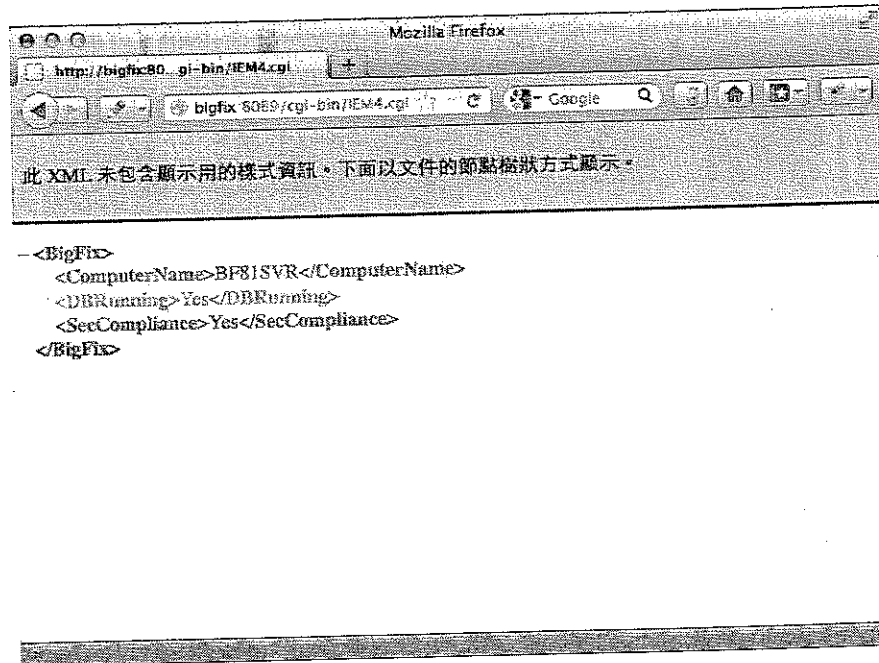 Mozilla Firefox
http://bigfix:80...gi-bin/IEM4.cgi
+
bigfix:8080/cgi-bin/IEM4.cgi
Google
此 XML 未包含顯示用的樣式資訊。下面以文件的節點樹狀方式顯示。
–<BigFix>
<ComputerName>BF81SVR</ComputerName>
<DBRunning>Yes</DBRunning>
<SecCompliance>Yes</SecCompliance>
</BigFix>